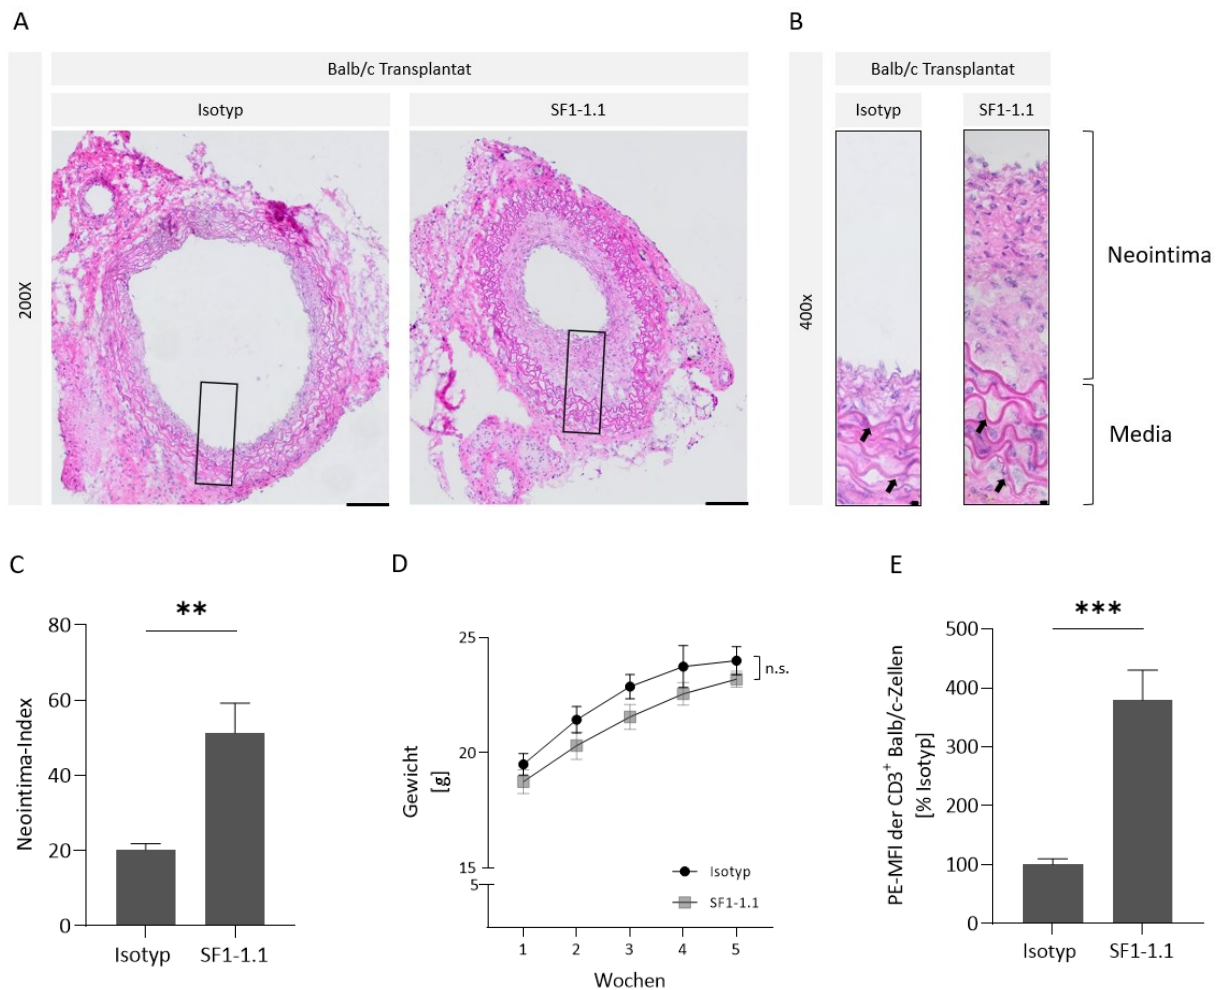 A
B
Balb/c Transplantat
Balb/c Transplantat
Isotyp
SF1-1.1
Isotyp
SF1-1.1
200X
400x
Neointima
Media
C
D
E
**
80
60
40
20
0
Neointima-Index
Isotyp
SF1-1.1
25
20
15
5
Gewicht
[g]
n.s.
Isotyp
SF1-1.1
1 2 3 4 5
Wochen
***
500
400
300
200
100
0
PE-MFI der CD3⁺ Balb/c-Zellen
[% Isotyp]
Isotyp
SF1-1.1